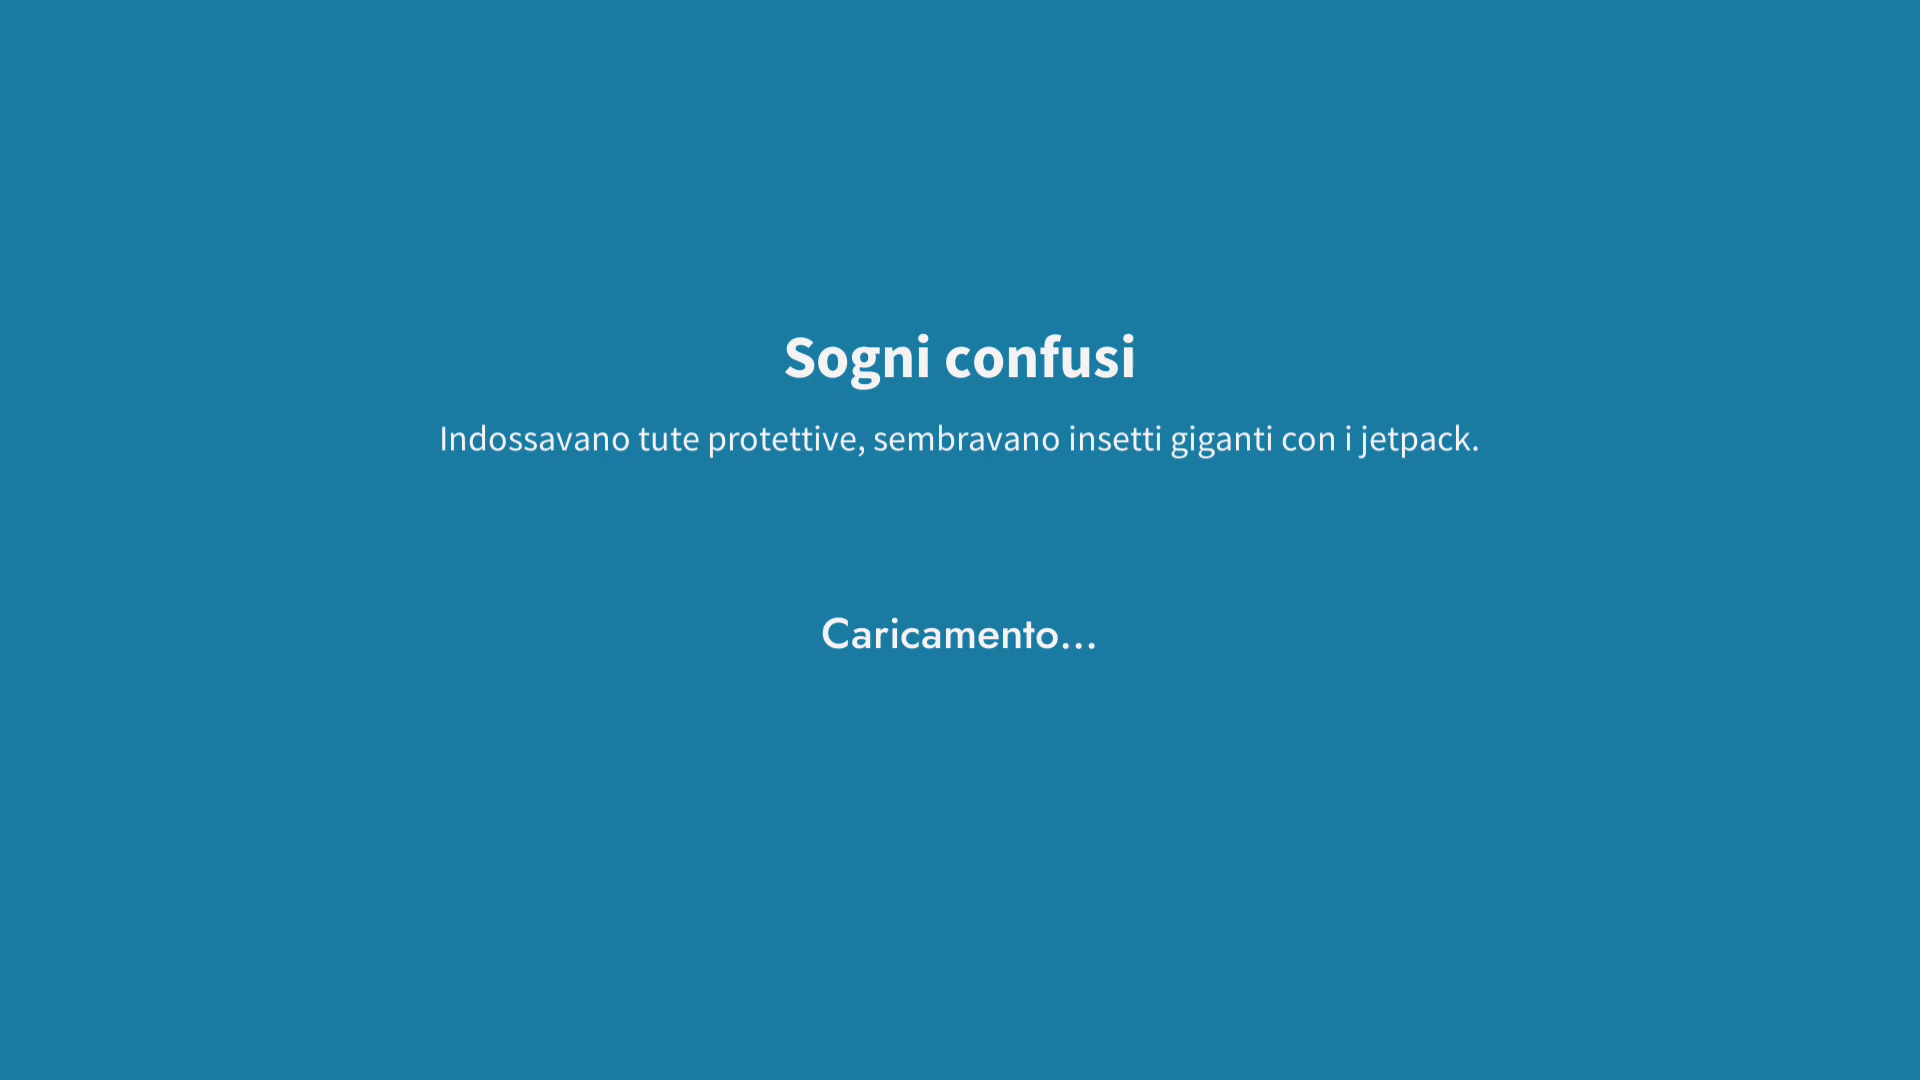 Sogni confusi
Indossavano tute protettive, sembravano insetti giganti con i jetpack.
Caricamento...